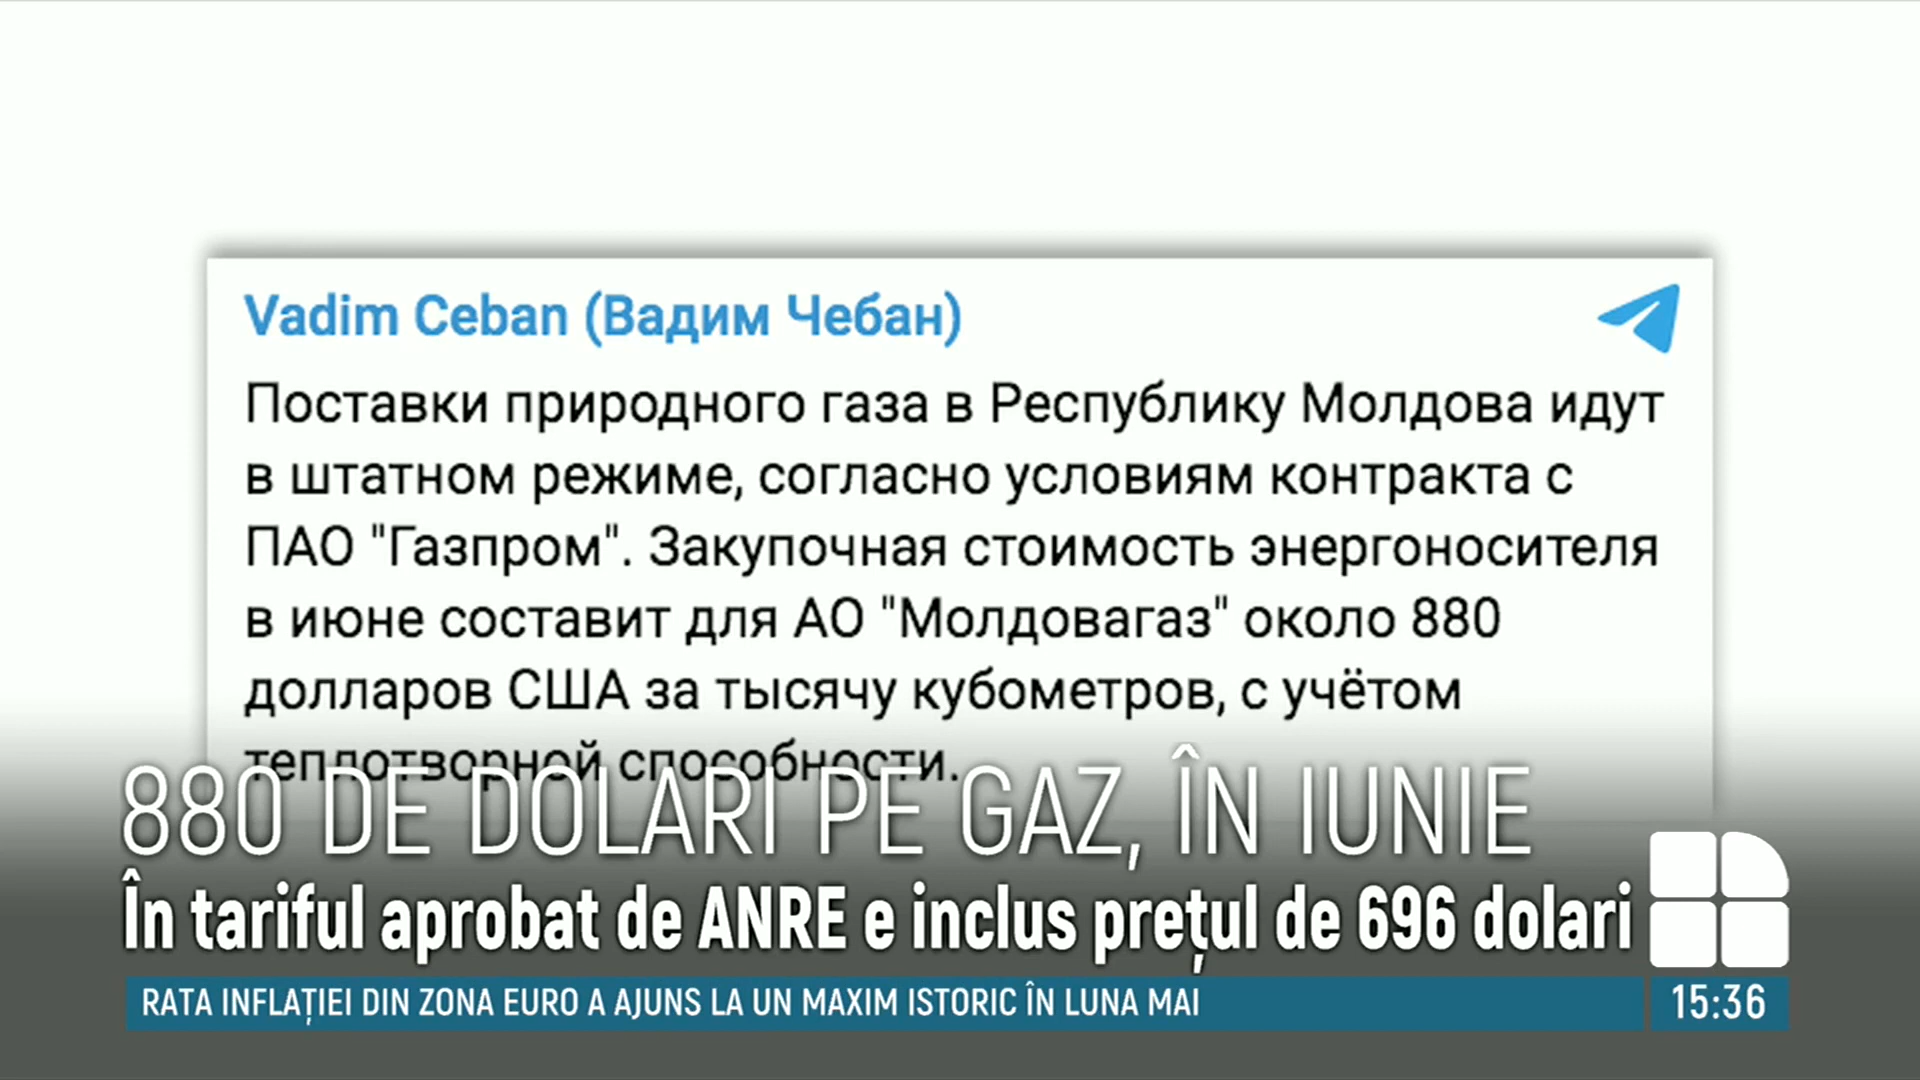 Vadim Ceban (Вадим Чебан)
Поставки природного газа в Республику Молдова идут
в штатном режиме, согласно условиям контракта с
ПАО "Газпром". Закупочная стоимость энергоносителя
в июне составит для АО "Молдовагаз" около 880
долларов США за тысячу кубометров, с учётом
теплотворной способности.
880 DE DOLARI PE GAZ, ÎN IUNIE
În tariful aprobat de ANRE e inclus prețul de 696 dolari
RATA INFLAȚIEI DIN ZONA EURO A AJUNS LA UN MAXIM ISTORIC ÎN LUNA MAI
15:36